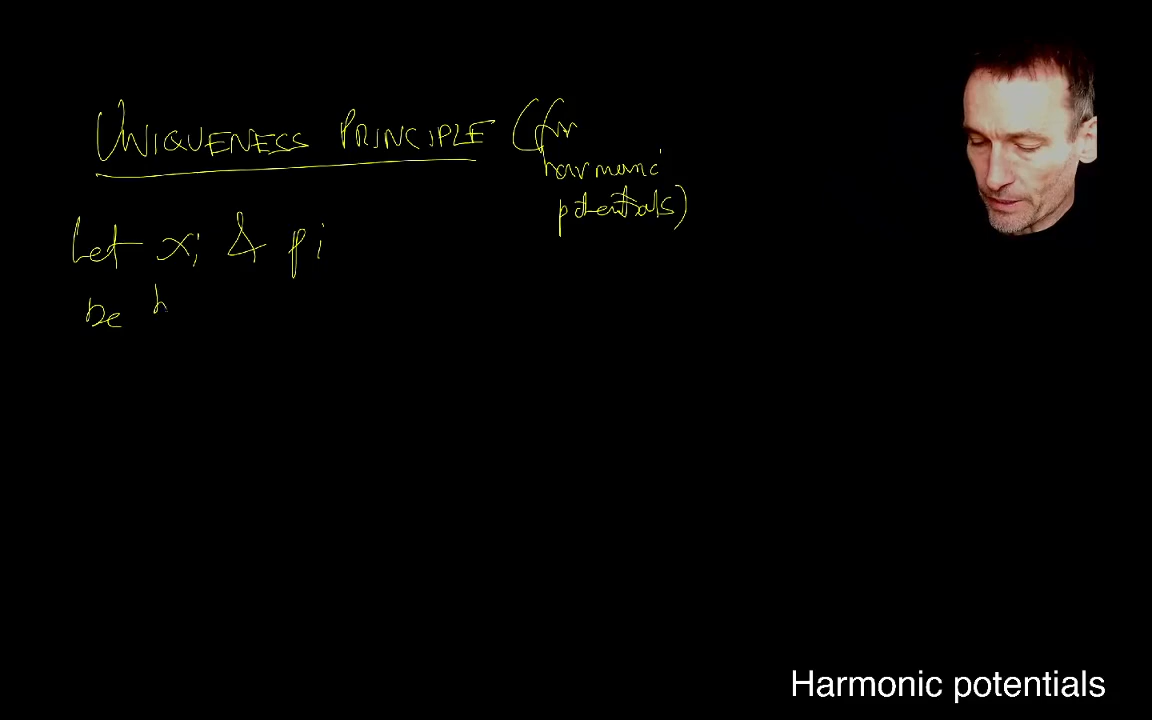 UNIQUENESS PRINCIPLE (for
harmonic
potentials)
Let xi & pi
be h
Harmonic potentials